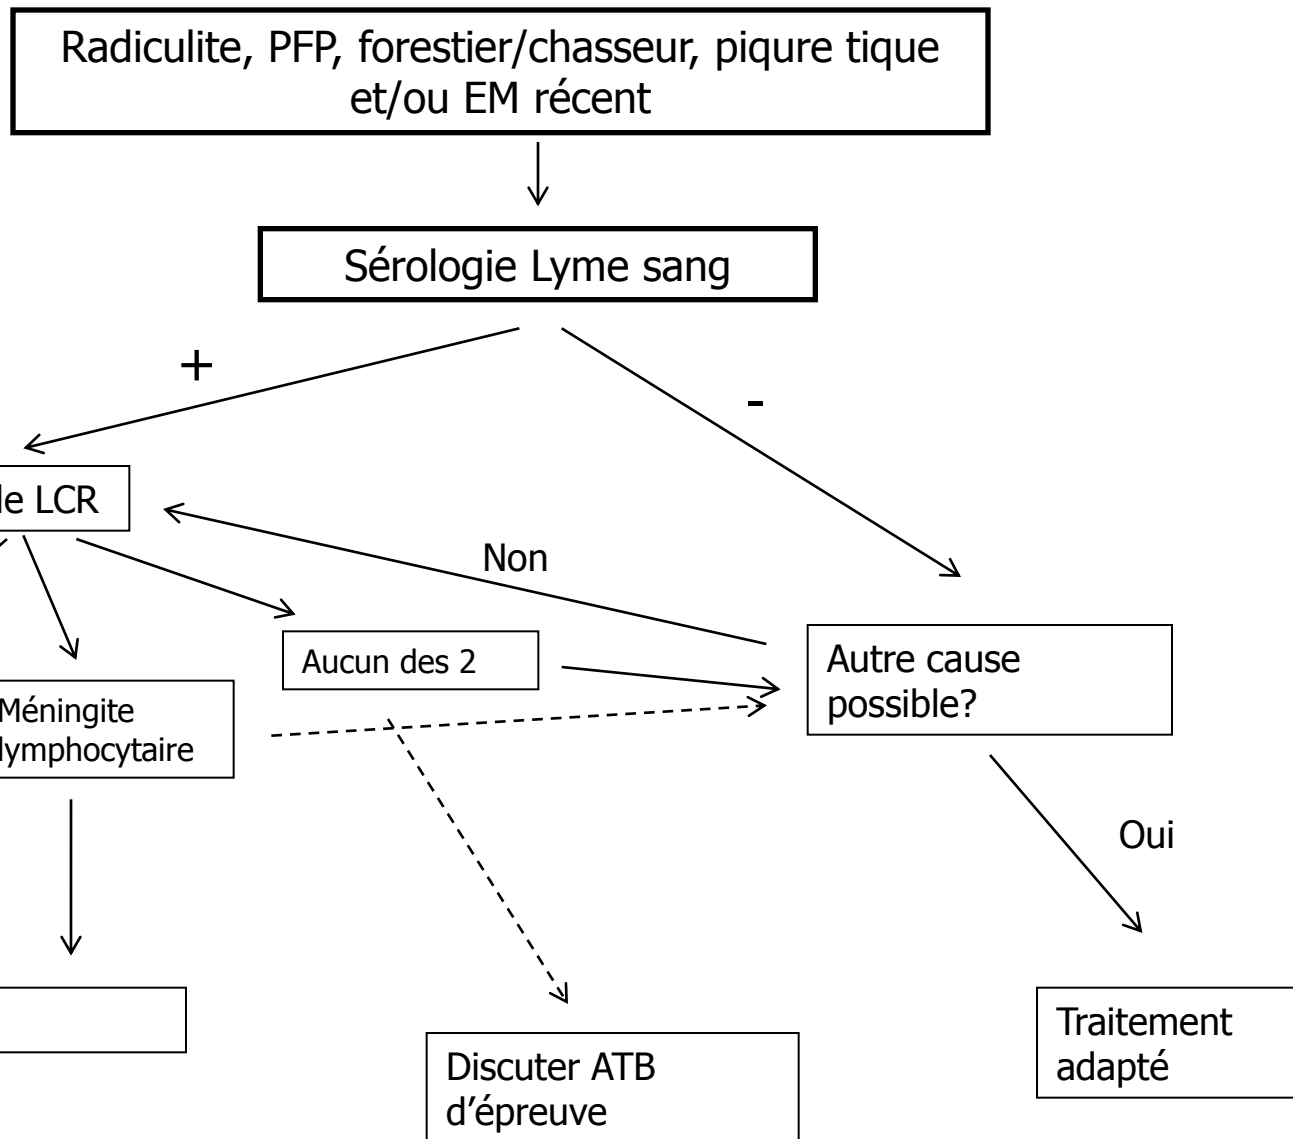 Radiculite, PFP, forestier/chasseur, piqure tique
et/ou EM récent
Sérologie Lyme sang
+
-
le LCR
Non
Aucun des 2
Autre cause
possible?
Méningite
lymphocytaire
Oui
Traitement
adapté
Discuter ATB
d’épreuve